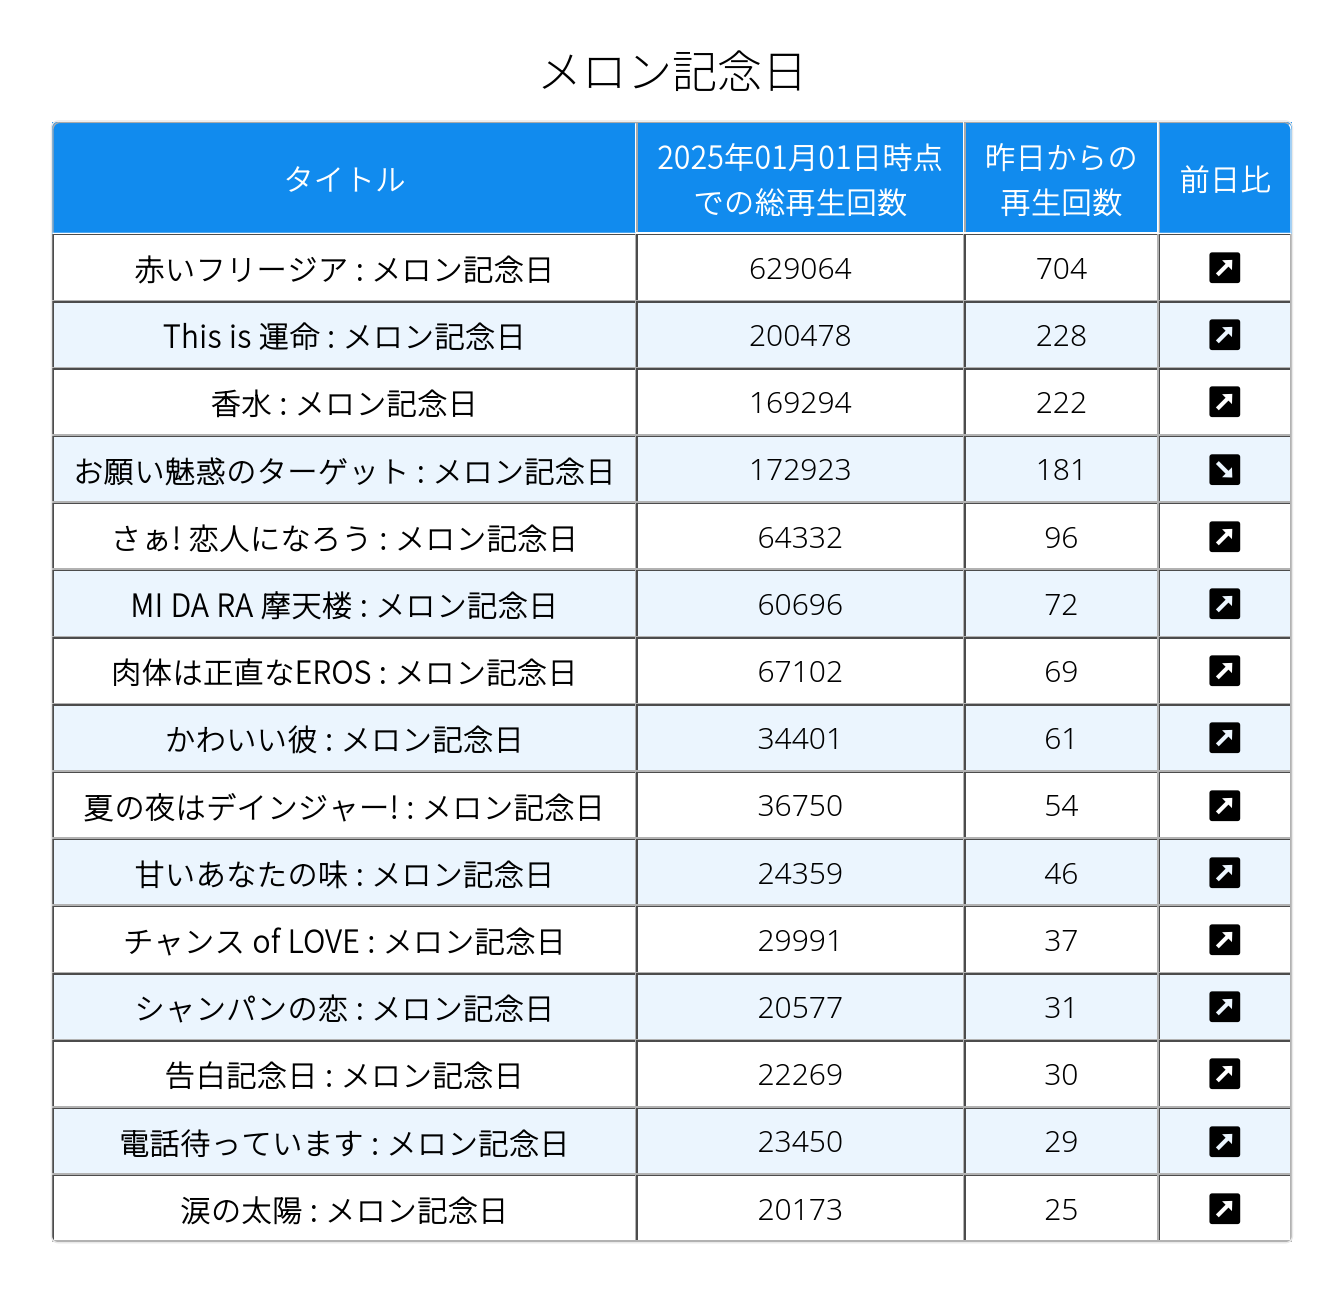 メロン記念日
タイトル 2025年01月01日時点での総再生回数 昨日からの再生回数 前日比
赤いフリージア : メロン記念日 629064 704 ↗
This is 運命 : メロン記念日 200478 228 ↗
香水 : メロン記念日 169294 222 ↗
お願い魅惑のターゲット : メロン記念日 172923 181 ↘
さぁ! 恋人になろう : メロン記念日 64332 96 ↗
MI DA RA 摩天楼 : メロン記念日 60696 72 ↗
肉体は正直なEROS : メロン記念日 67102 69 ↗
かわいい彼 : メロン記念日 34401 61 ↗
夏の夜はデインジャー! : メロン記念日 36750 54 ↗
甘いあなたの味 : メロン記念日 24359 46 ↗
チャンス of LOVE : メロン記念日 29991 37 ↗
シャンパンの恋 : メロン記念日 20577 31 ↗
告白記念日 : メロン記念日 22269 30 ↗
電話待っています : メロン記念日 23450 29 ↗
涙の太陽 : メロン記念日 20173 25 ↗